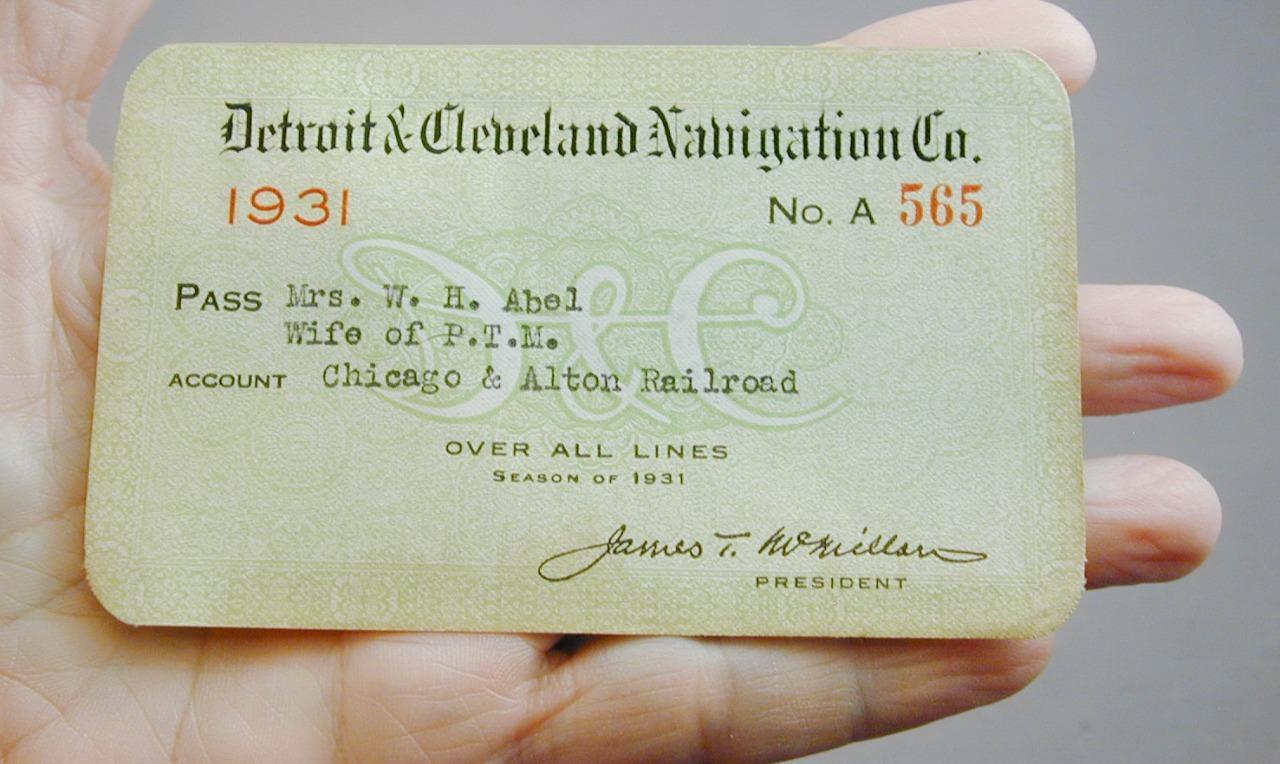 Detroit & Cleveland Navigation Co.
1931 No. A 565
D&C
PASS Mrs. W. H. Abel
Wife of P.T.M.
ACCOUNT Chicago & Alton Railroad
OVER ALL LINES
SEASON OF 1931
James T. McMillan
PRESIDENT